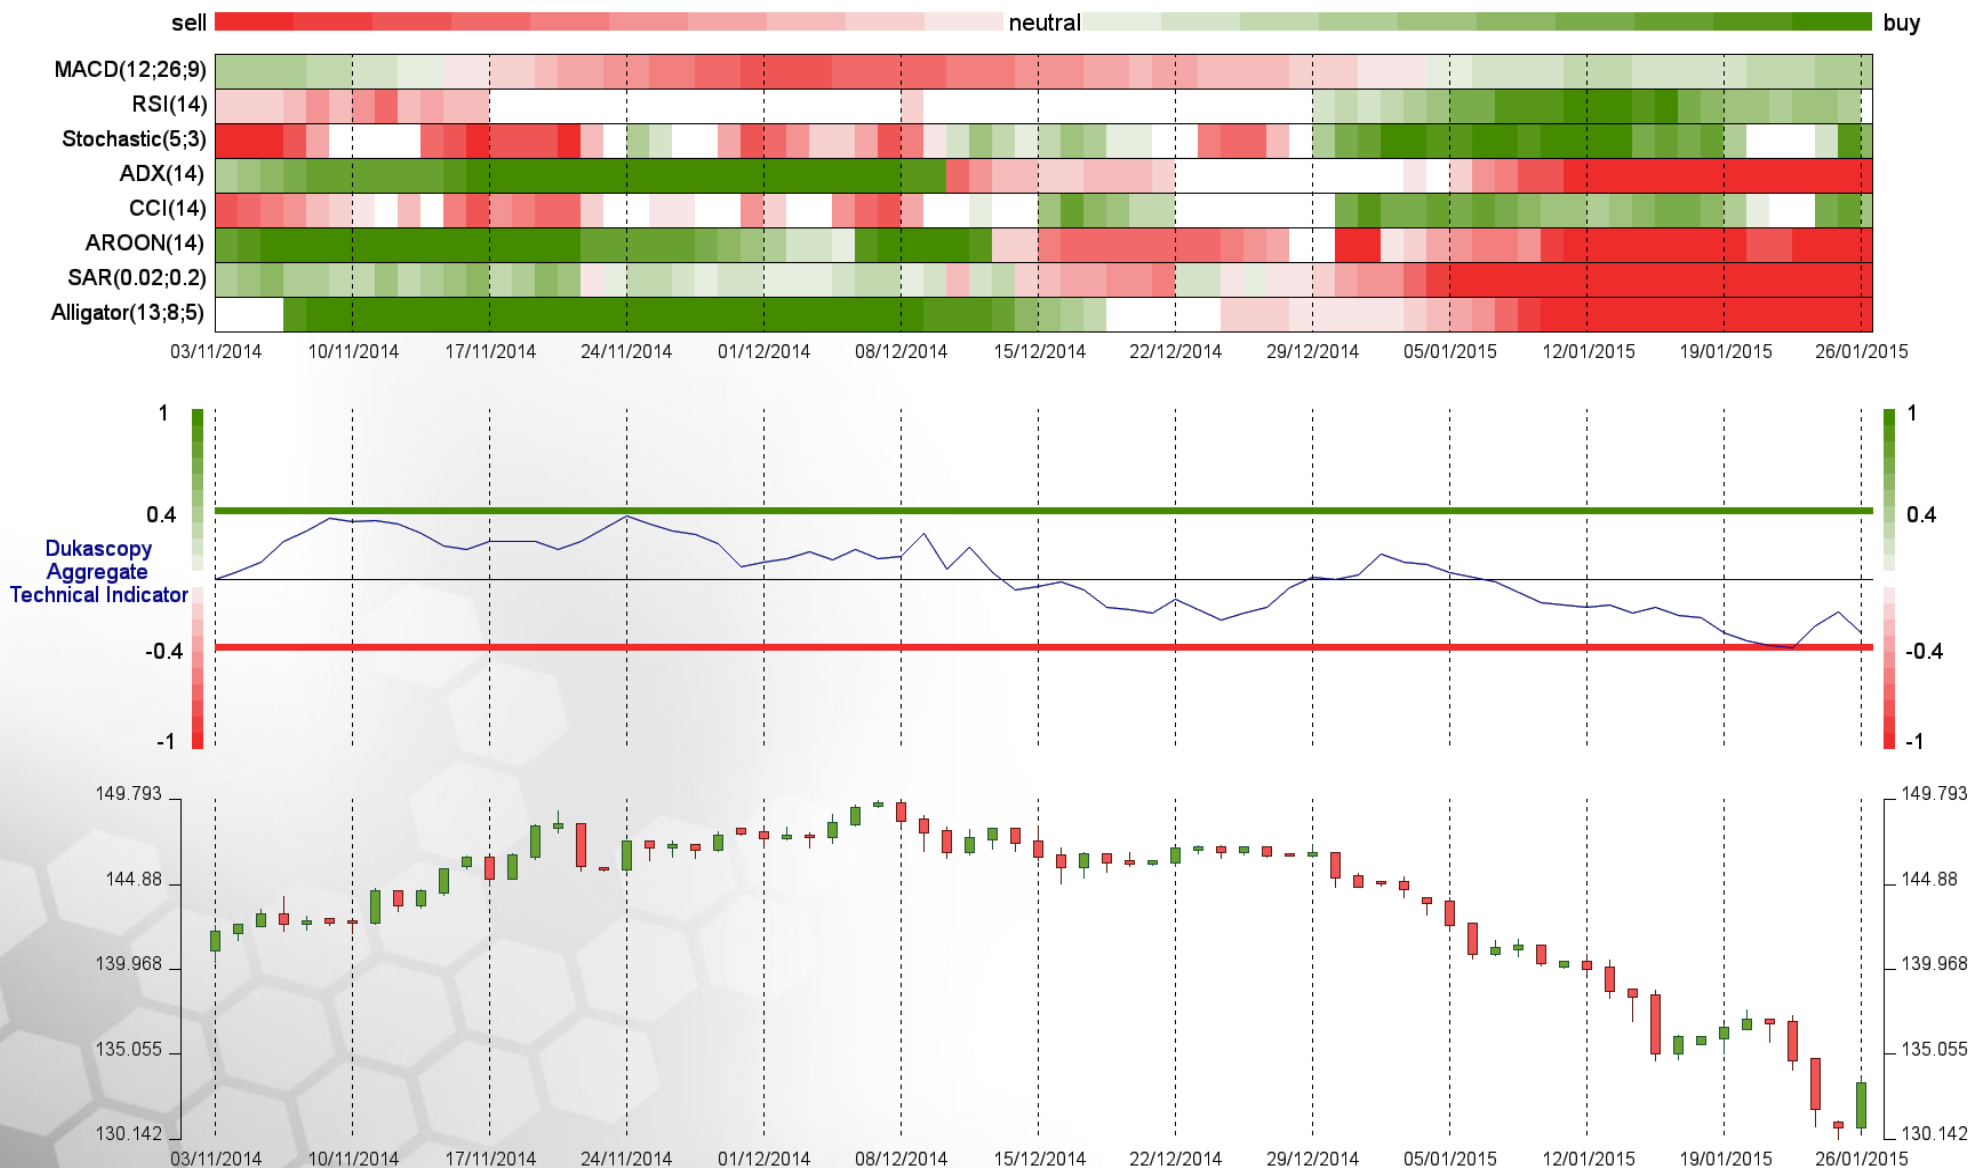 sell neutral buy
MACD(12;26;9)
RSI(14)
Stochastic(5;3)
ADX(14)
CCI(14)
AROON(14)
SAR(0.02;0.2)
Alligator(13;8;5)
03/11/2014 10/11/2014 17/11/2014 24/11/2014 01/12/2014 08/12/2014 15/12/2014 22/12/2014 29/12/2014 05/01/2015 12/01/2015 19/01/2015 26/01/2015
1 1
0.4 0.4
Dukascopy
Aggregate
Technical Indicator
-0.4 -0.4
-1 -1
149.793 149.793
144.88 144.88
139.968 139.968
135.055 135.055
130.142 130.142
03/11/2014 10/11/2014 17/11/2014 24/11/2014 01/12/2014 08/12/2014 15/12/2014 22/12/2014 29/12/2014 05/01/2015 12/01/2015 19/01/2015 26/01/2015